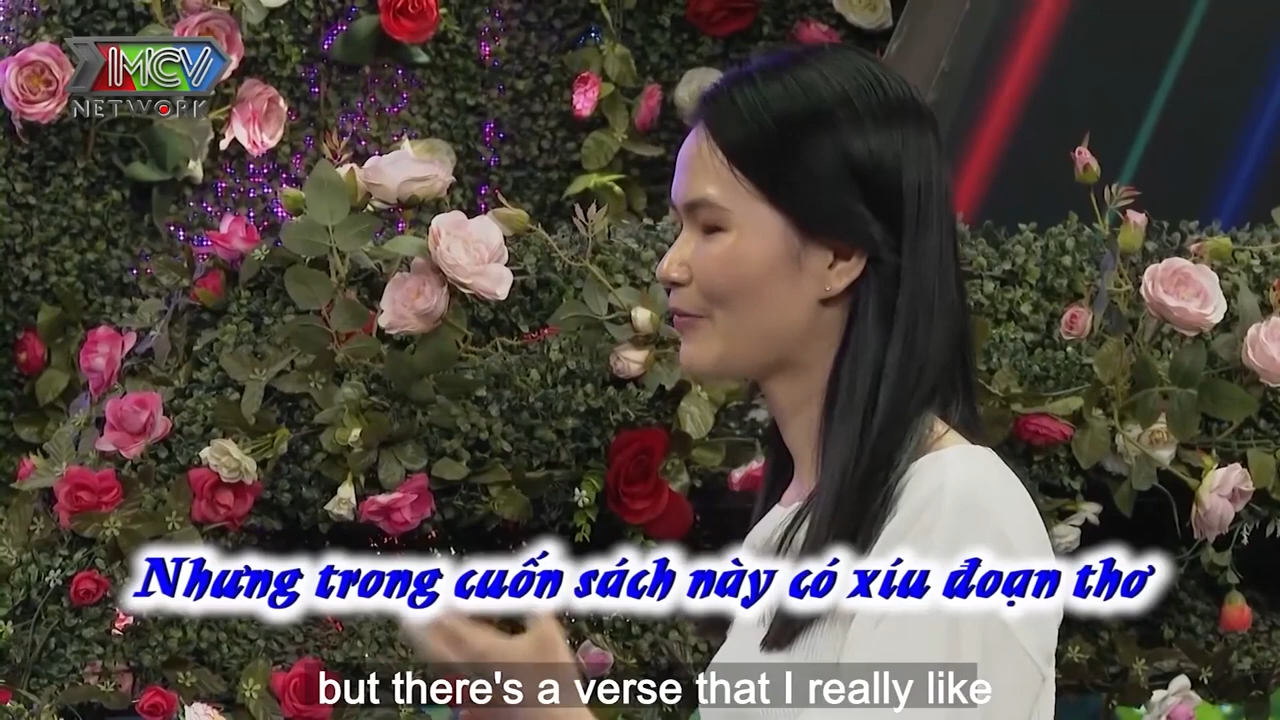 MCV
NETWORK
Nhưng trong cuốn sách này có xíu đoạn thơ
but there's a verse that I really like